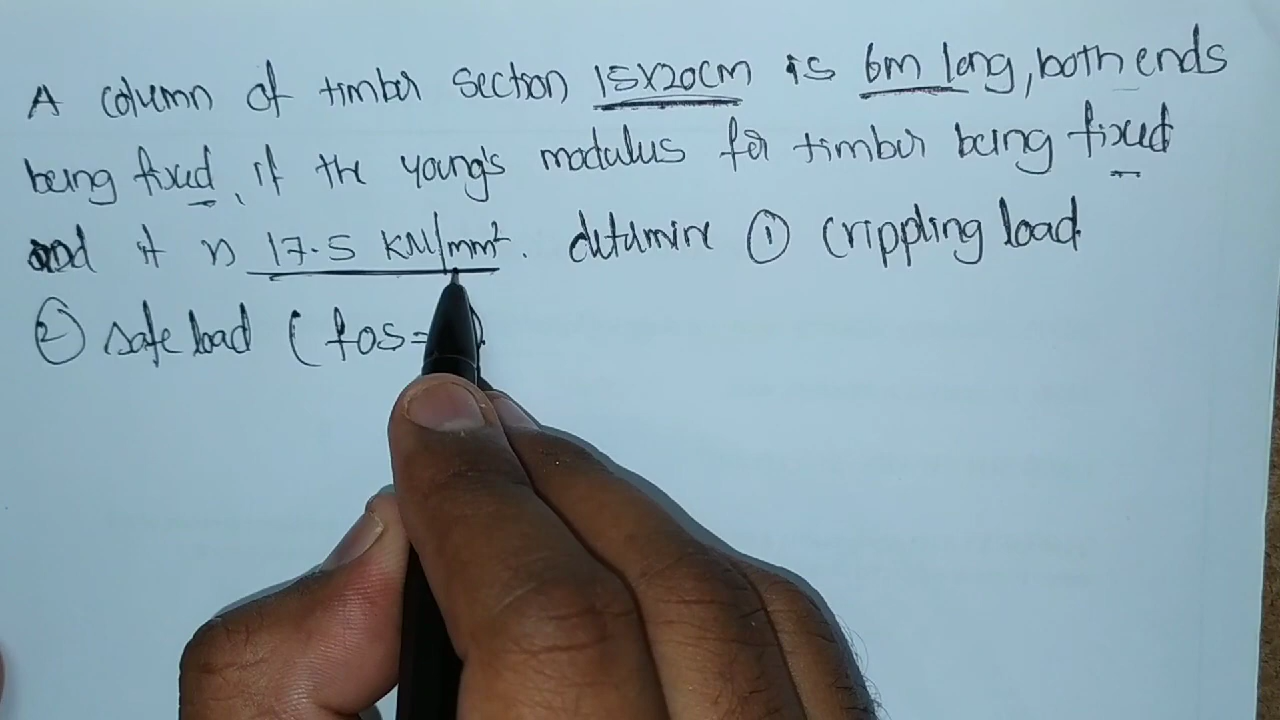 A column of timber section 15X20cm is 6m long, both ends
being fixed, if the young's modulus for timber being fixed
and it is 17.5 KN/mm². determine ① crippling load
② safe load (fos=